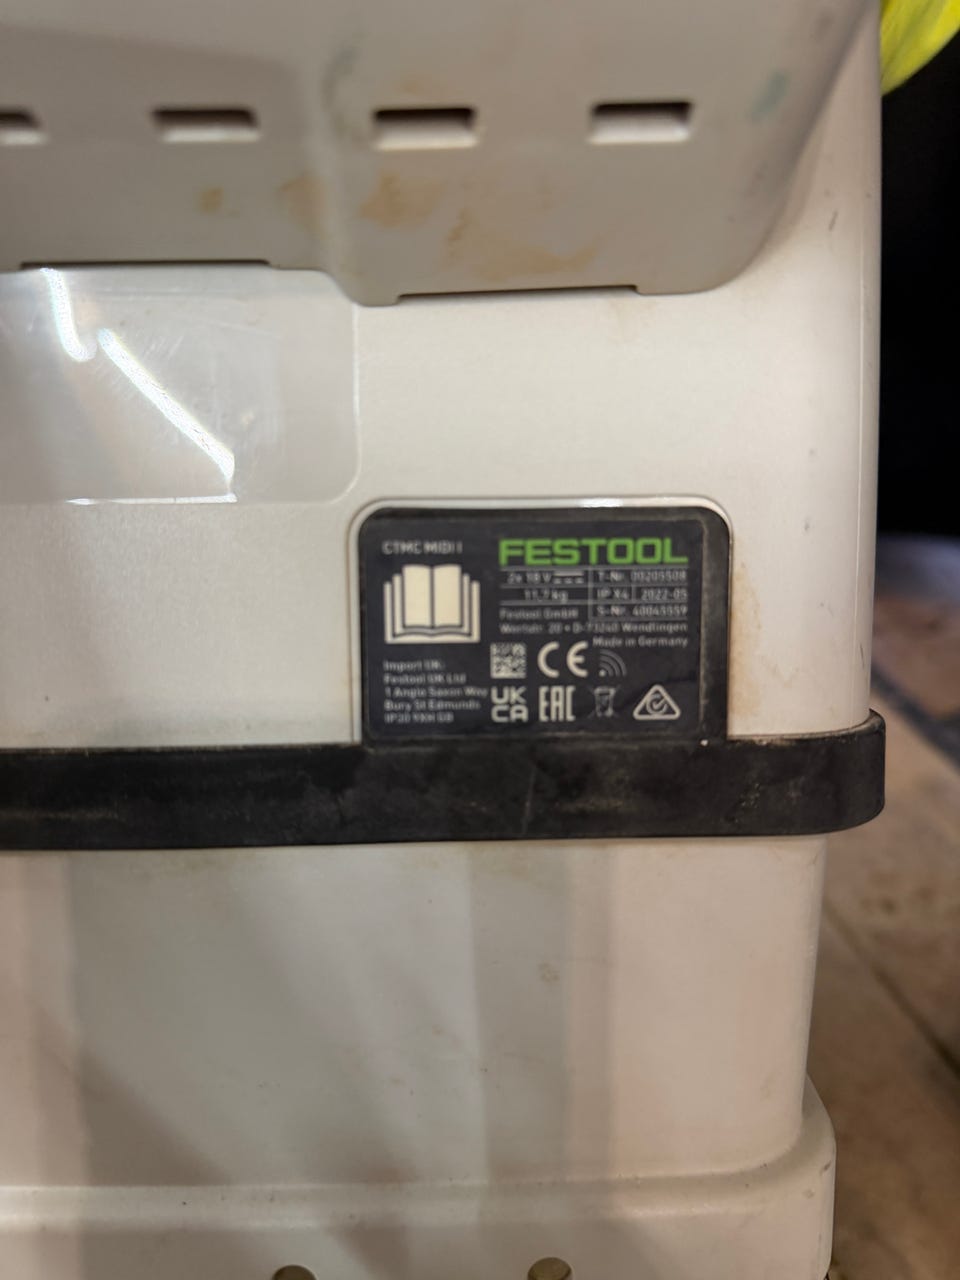 CTMC MIDI I
FESTOOL
2x 18 V T-Nr. 00205508
11,7 kg IP X4 2022-05
Festool GmbH S-Nr. 40045559
Wertstr. 20 • D-73240 Wendlingen
Made in Germany
Import UK:
Festool UK Ltd
1 Anglo Saxon Way
Bury St Edmunds
IP30 9XH GB
CE
UK
CA
EAC